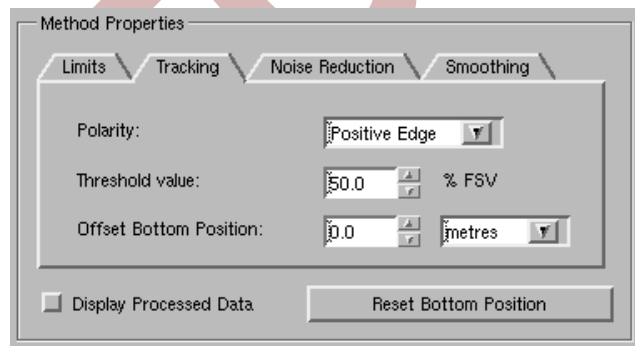 Method Properties
Limits Tracking Noise Reduction Smoothing
Polarity: Positive Edge
Threshold value: 50.0 % FSV
Offset Bottom Position: 0.0 metres
Display Processed Data Reset Bottom Position